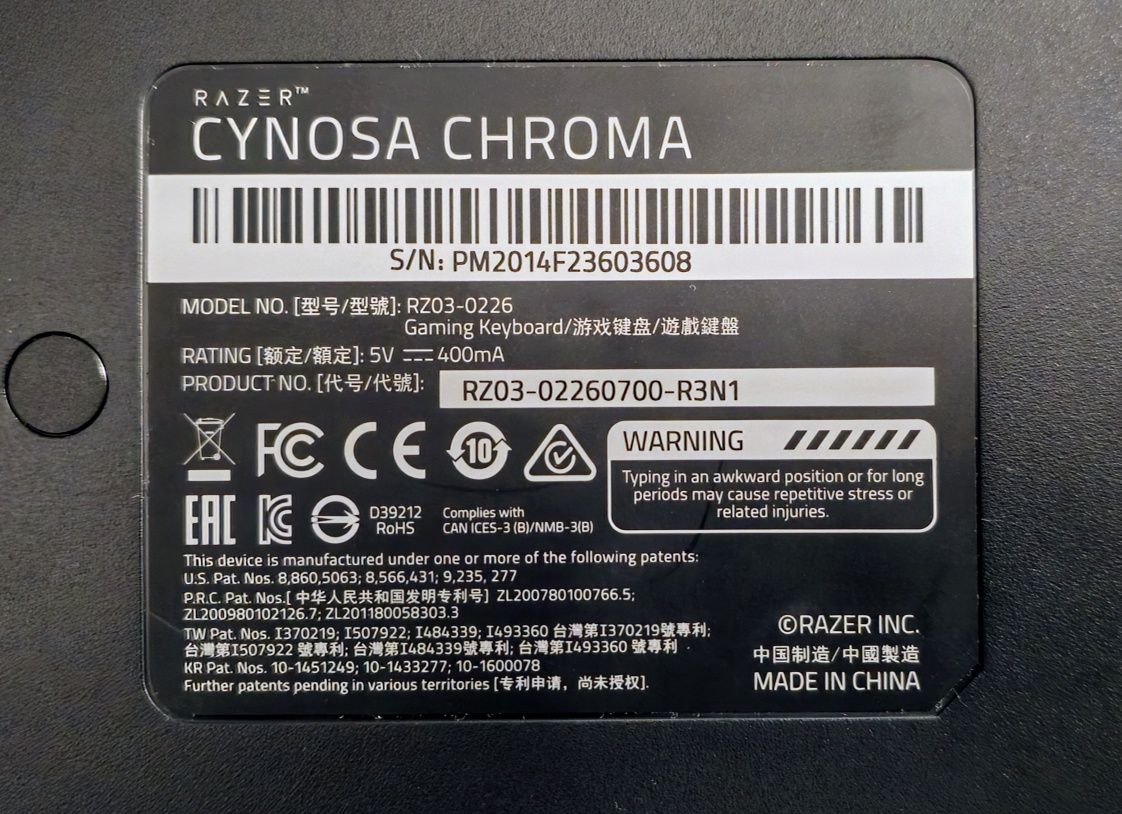 RAZER™
CYNOSA CHROMA
S/N: PM2014F23603608
MODEL NO. [型号/型號]: RZ03-0226
Gaming Keyboard/游戏键盘/遊戲鍵盤
RATING [额定/額定]: 5V ⎓ 400mA
PRODUCT NO. [代号/代號]: RZ03-02260700-R3N1
FC CE 10
WARNING
Typing in an awkward position or for long
periods may cause repetitive stress or
related injuries.
EAC KC D39212
RoHS
Complies with
CAN ICES-3 (B)/NMB-3(B)
This device is manufactured under one or more of the following patents:
U.S. Pat. Nos. 8,860,5063; 8,566,431; 9,235, 277
P.R.C. Pat. Nos.[ 中华人民共和国发明专利号] ZL200780100766.5;
ZL200980102126.7; ZL201180058303.3
TW Pat. Nos. I370219; I507922; I484339; I493360 台灣第I370219號專利;
台灣第I507922 號專利; 台灣第I484339號專利; 台灣第I493360 號專利 .
KR Pat. Nos. 10-1451249; 10-1433277; 10-1600078
Further patents pending in various territories [专利申请，尚未授权].
©RAZER INC.
中国制造/中國製造
MADE IN CHINA